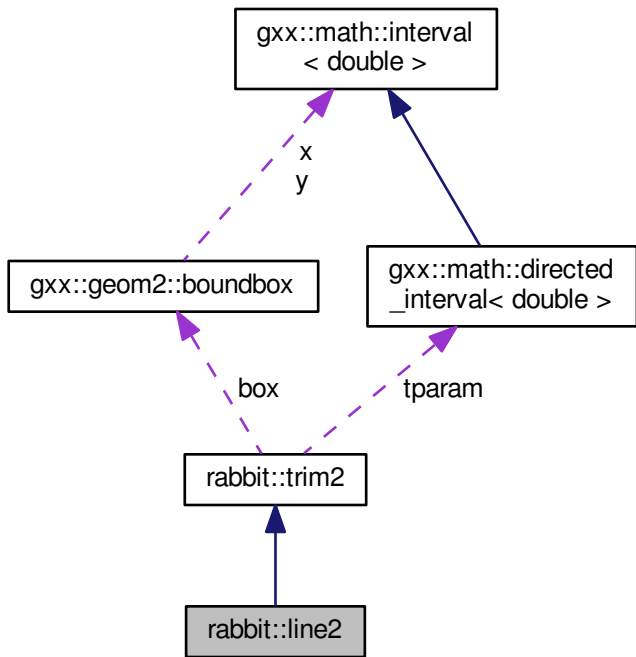 gxx::math::interval
< double >
x
y
gxx::geom2::boundbox
gxx::math::directed
_interval< double >
box
tparam
rabbit::trim2
rabbit::line2